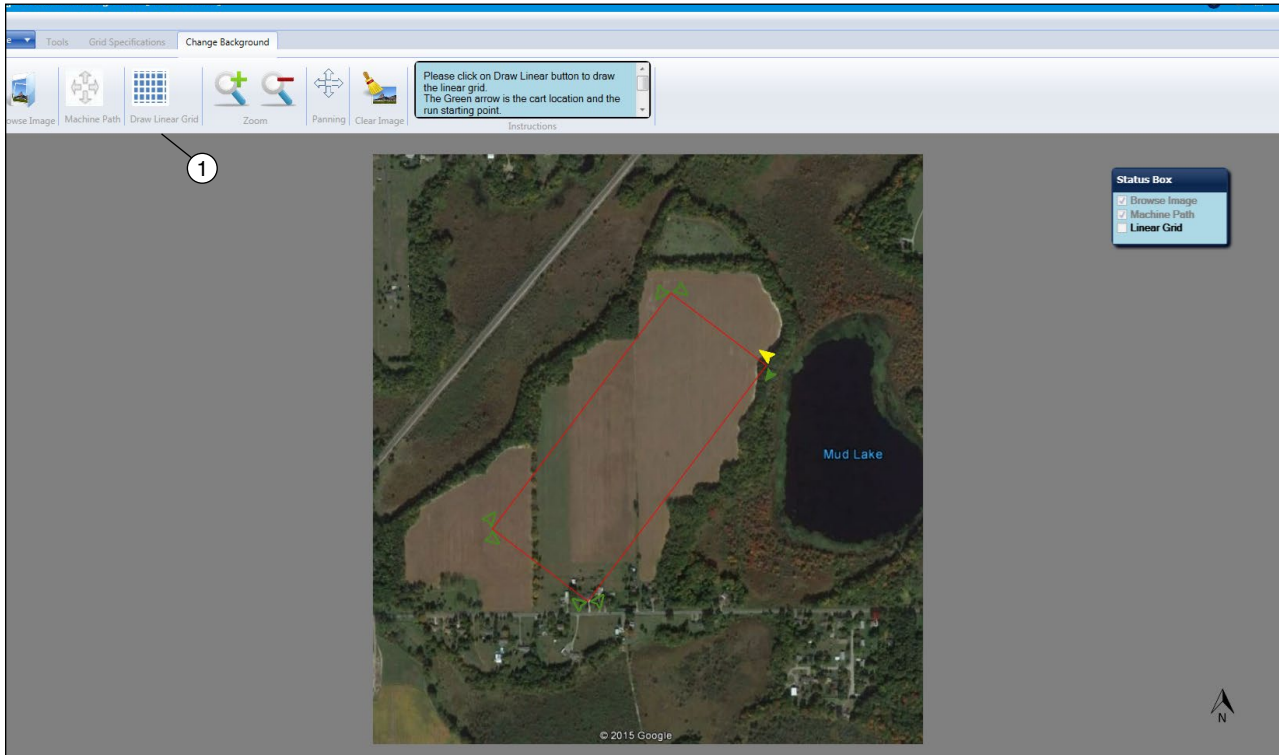 Tools Grid Specifications Change Background
Browse Image Machine Path Draw Linear Grid Zoom Panning Clear Image
Please click on Draw Linear button to draw
the linear grid.
The Green arrow is the cart location and the
run starting point.
Instructions
1
Status Box
Browse Image
Machine Path
Linear Grid
Mud Lake
N
© 2015 Google